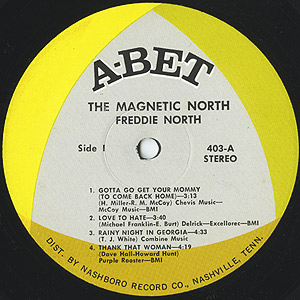 A-BET
THE MAGNETIC NORTH
FREDDIE NORTH
Side 1
403-A
STEREO
1. GOTTA GO GET YOUR MOMMY
(TO COME BACK HOME)—3:13
(H. Miller-R. M. McCoy) Chevis Music—
McCoy Music—BMI
2. LOVE TO HATE—3:40
(Michael Franklin-E. Burt) Delrick—Excellorec—BMI
3. RAINY NIGHT IN GEORGIA—4:33
(T. J. White) Combine Music
4. THANK THAT WOMAN—4:19
(Dave Hall-Howard Hunt)
Purple Rooster—BMI
DIST. BY NASHBORO RECORD CO., NASHVILLE, TENN.